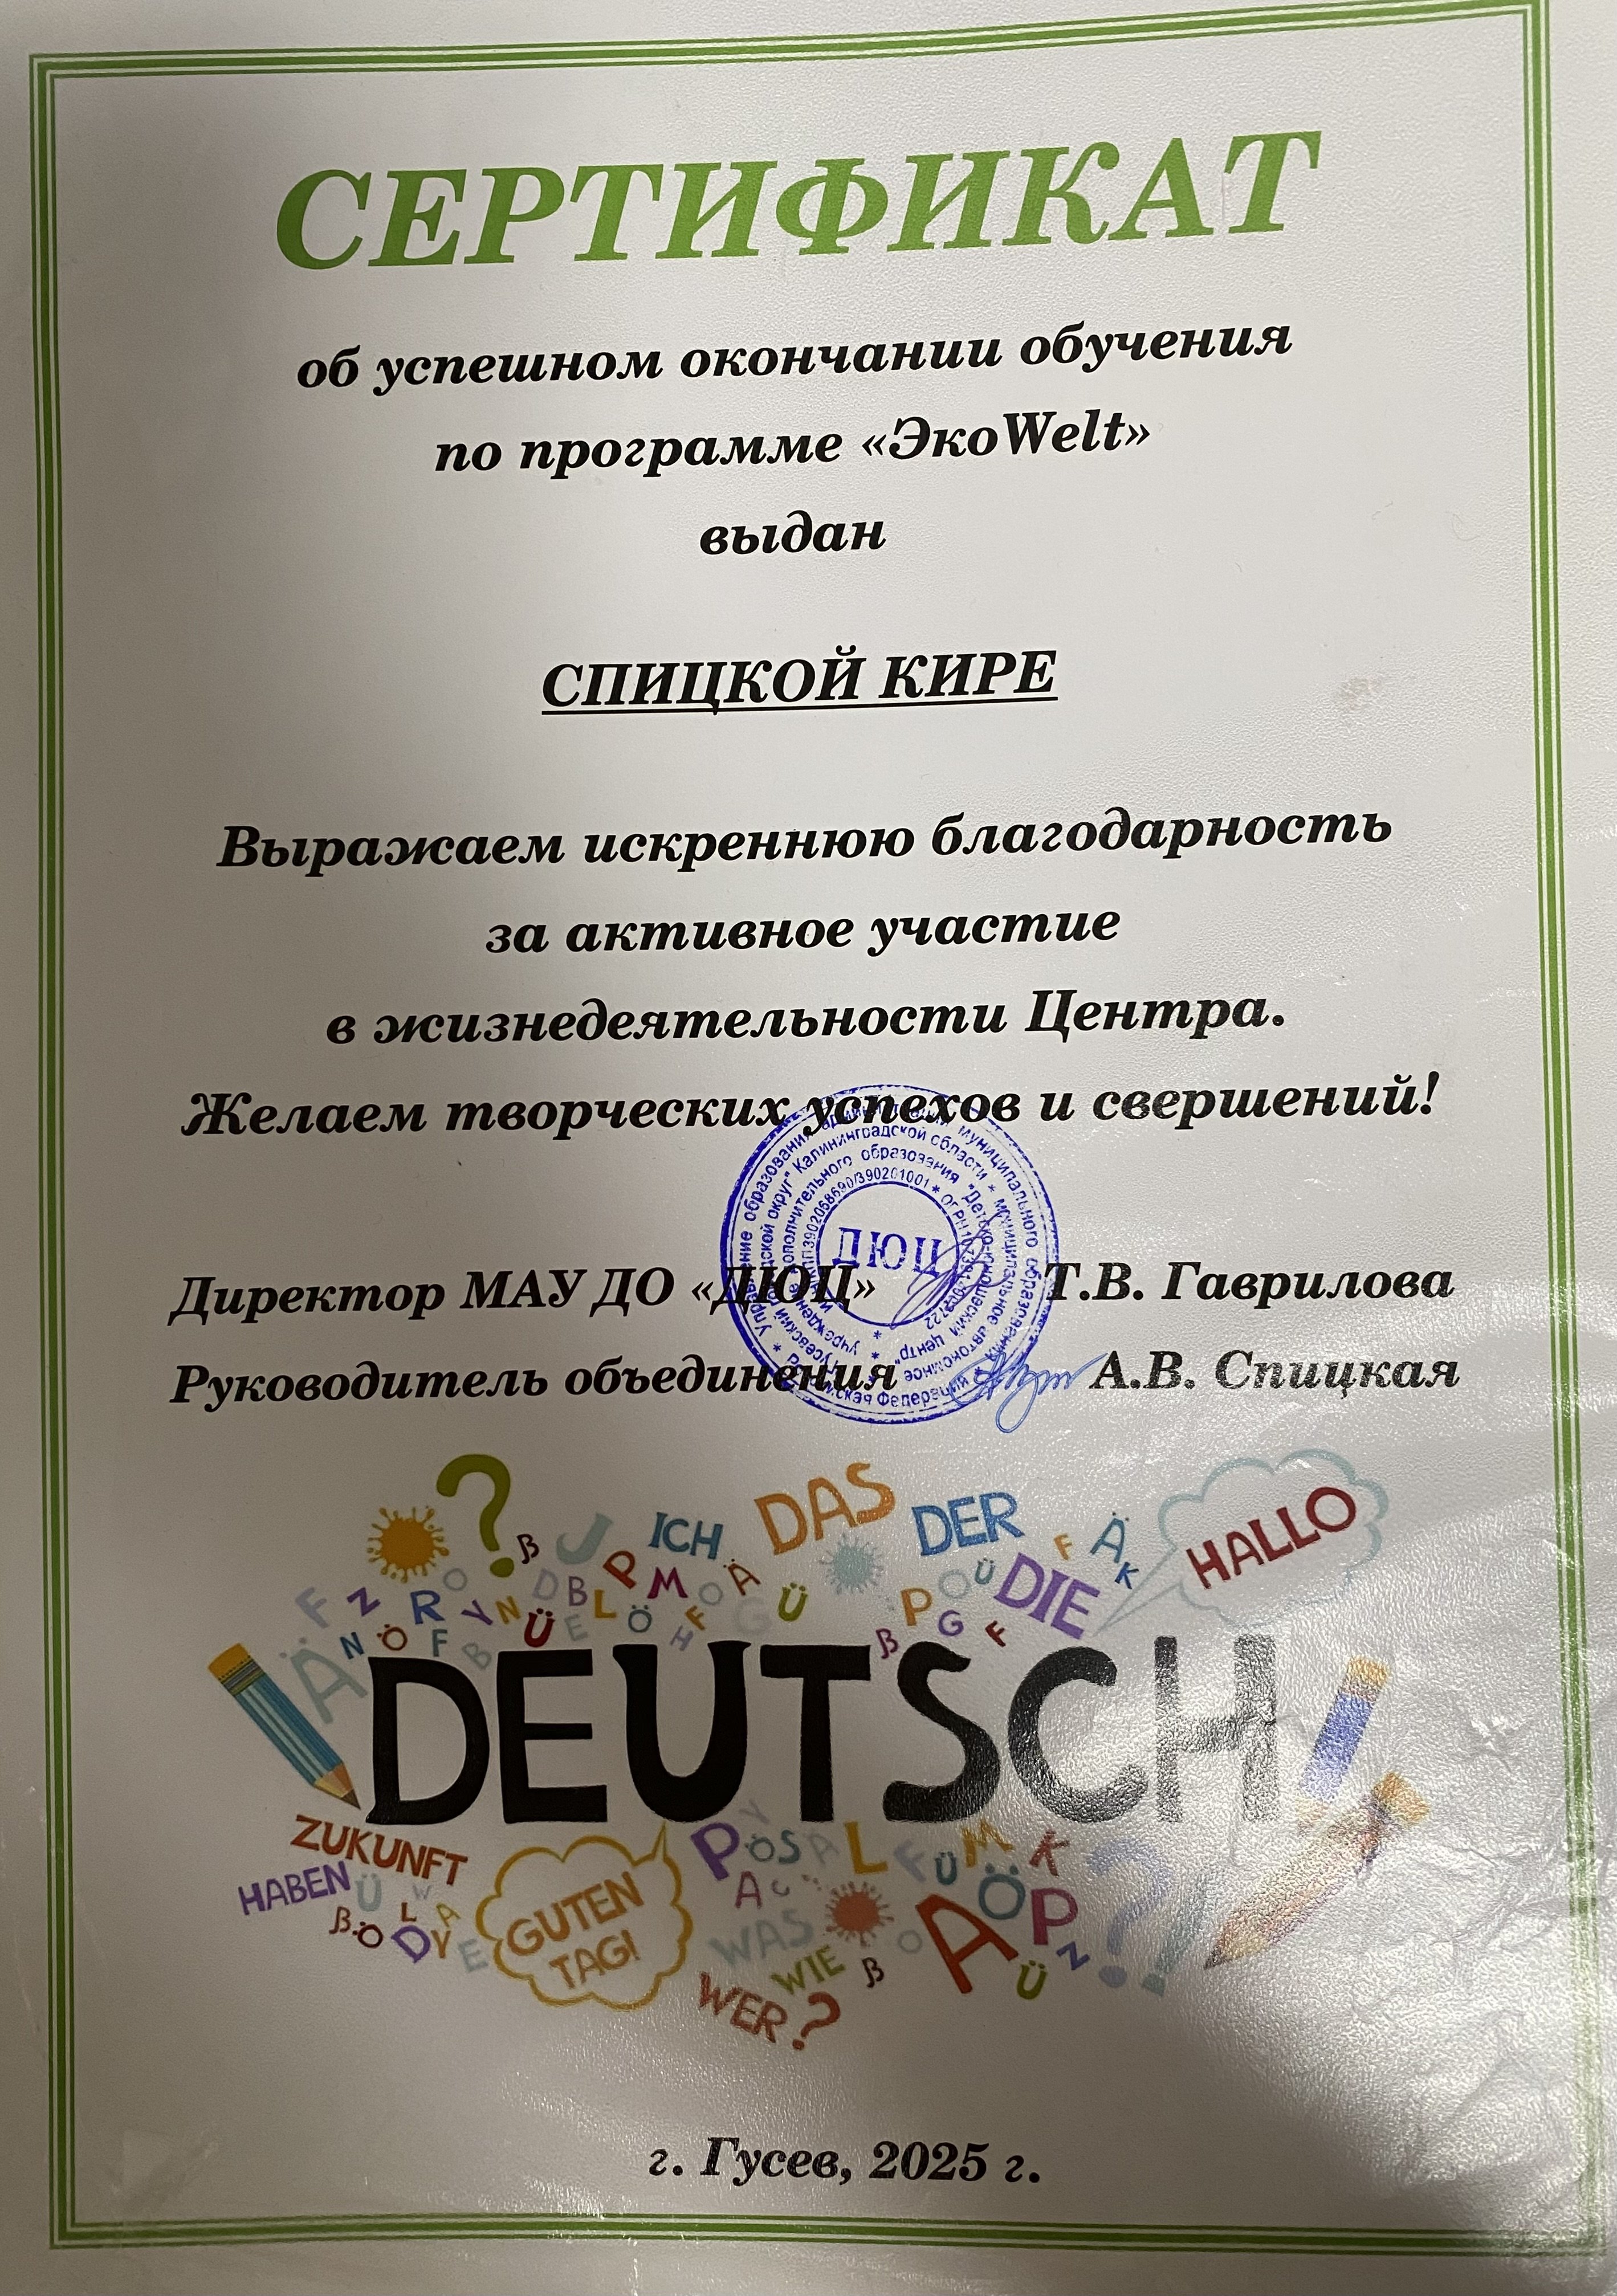 СЕРТИФИКАТ
об успешном окончании обучения
по программе «ЭкоWelt»
выдан
СПИЦКОЙ КИРЕ
Выражаем искреннюю благодарность
за активное участие
в жизнедеятельности Центра.
Желаем творческих успехов и свершений!
Директор МАУ ДО «ДЮЦ» Т.В. Гаврилова
Руководитель объединения А.В. Спицкая
ДЮЦ
ICH DAS DER DIE HALLO
DEUTSCH
ZUKUNFT
HABEN
GUTEN
TAG!
WAS
WIE
WER?
г. Гусев, 2025 г.